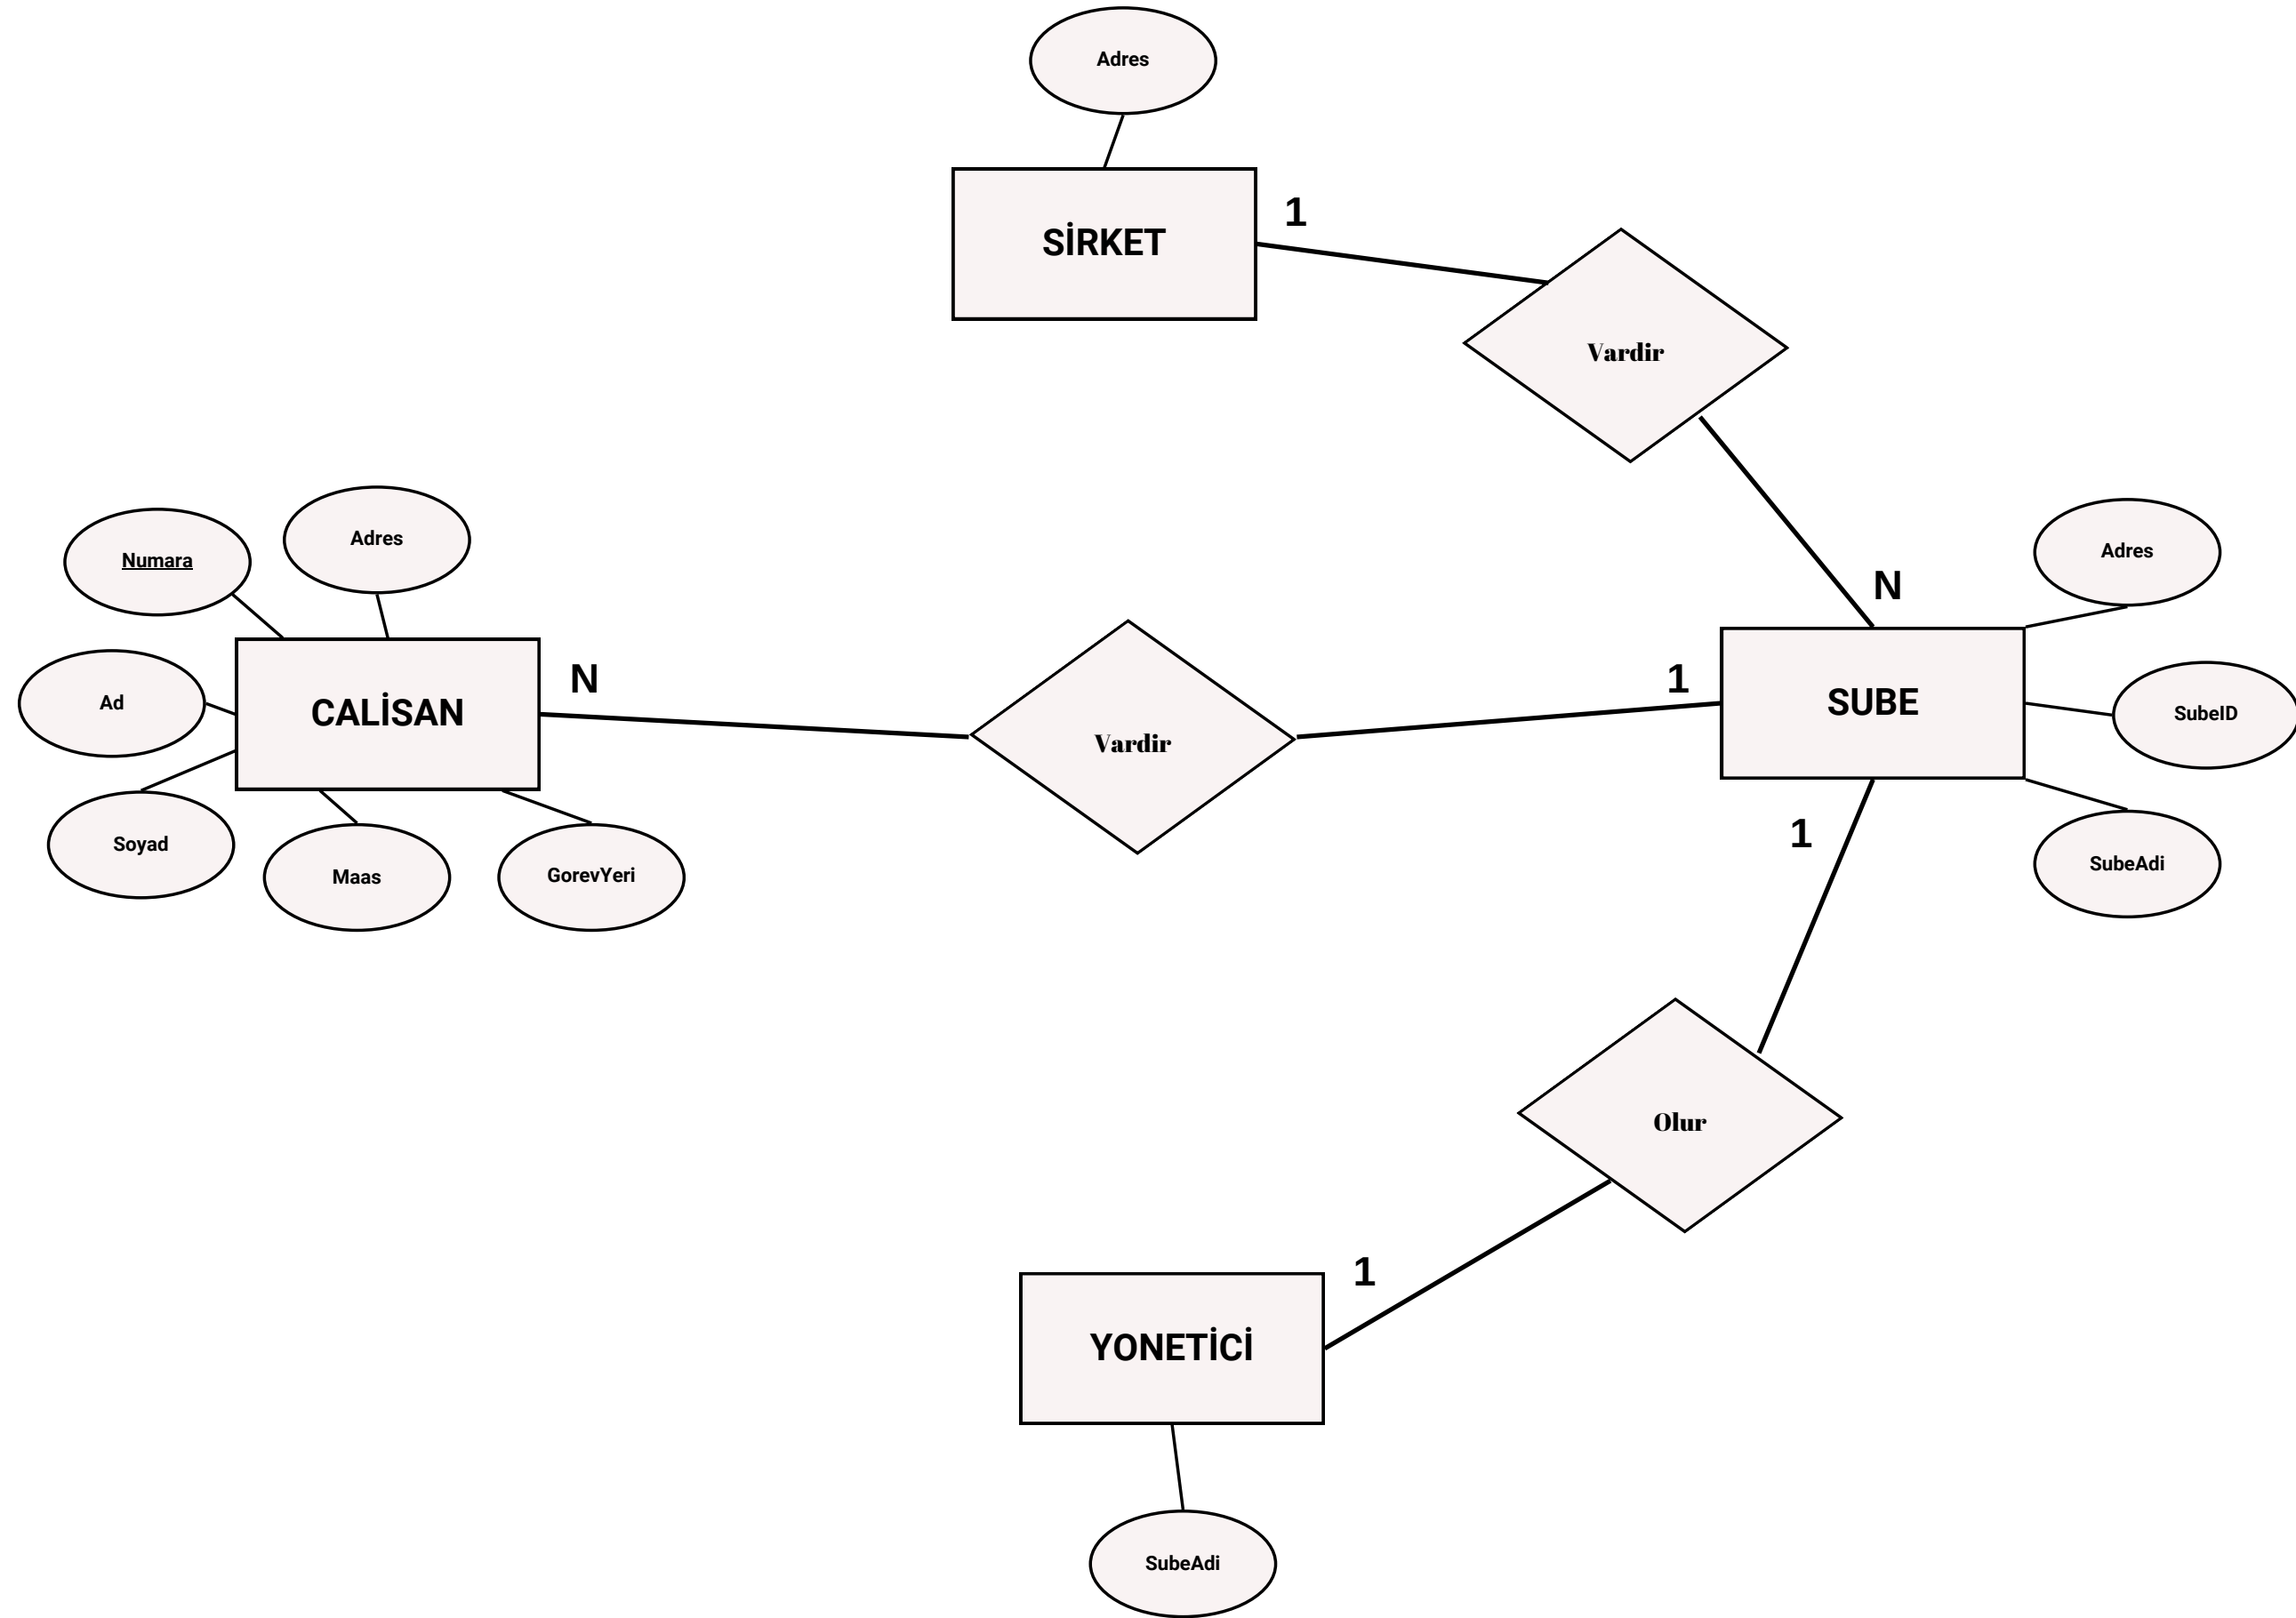 Adres
SİRKET
1
Vardir
Numara
Adres
Ad
CALİSAN
N
Soyad
Maas
GorevYeri
Vardir
1
N
SUBE
Adres
SubeID
SubeAdi
1
Olur
1
YONETİCİ
SubeAdi